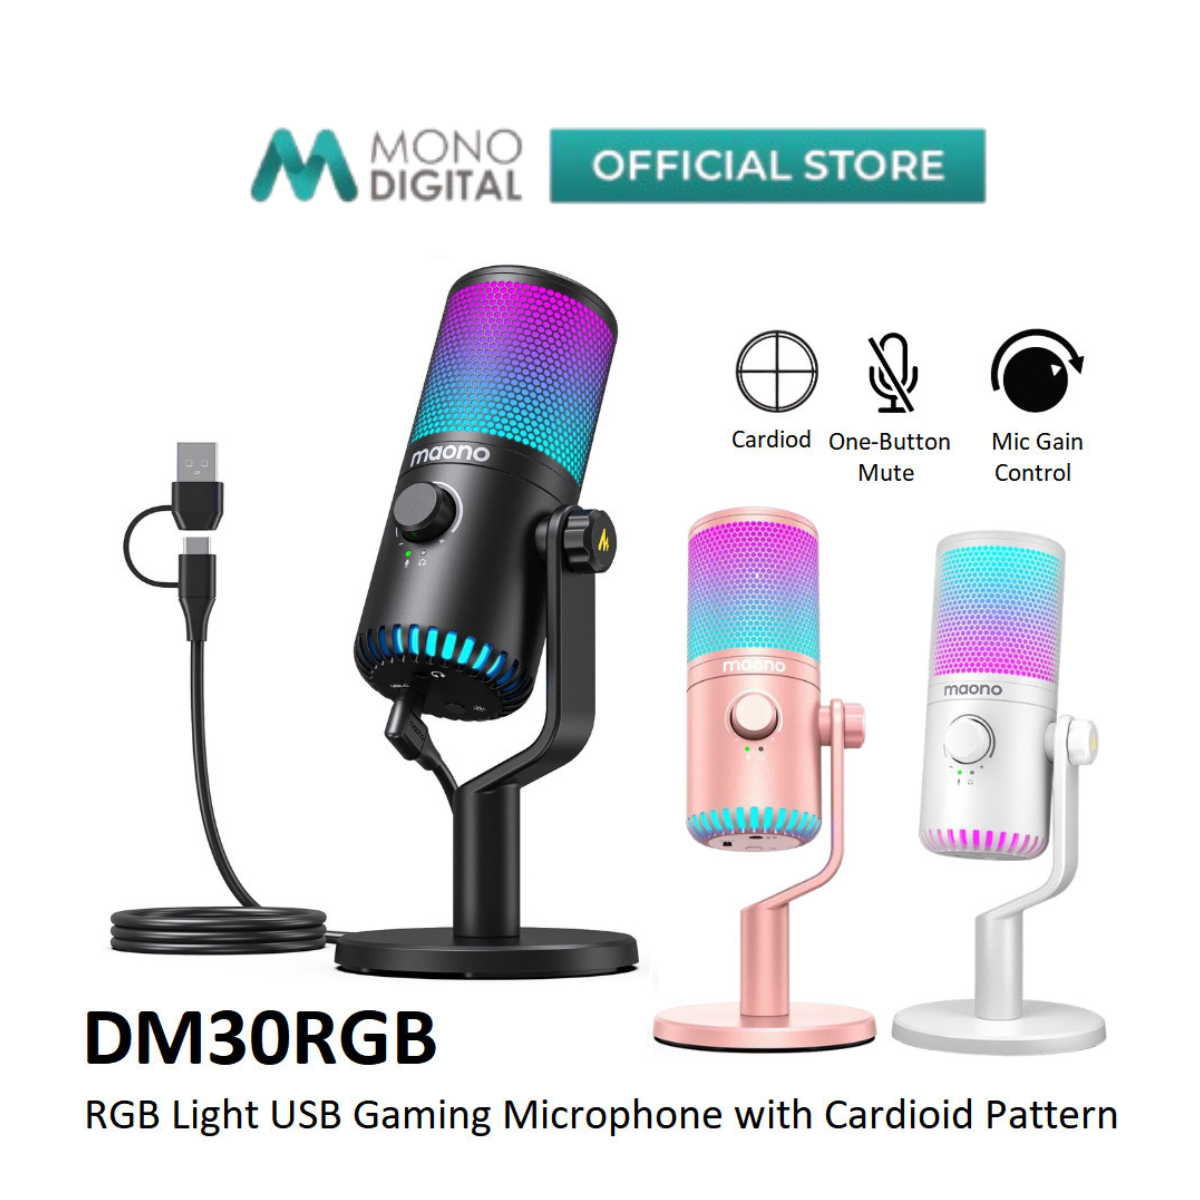 MONO
DIGITAL
OFFICIAL STORE
maono
Cardiod
One-Button
Mute
Mic Gain
Control
maono
maono
DM30RGB
RGB Light USB Gaming Microphone with Cardioid Pattern